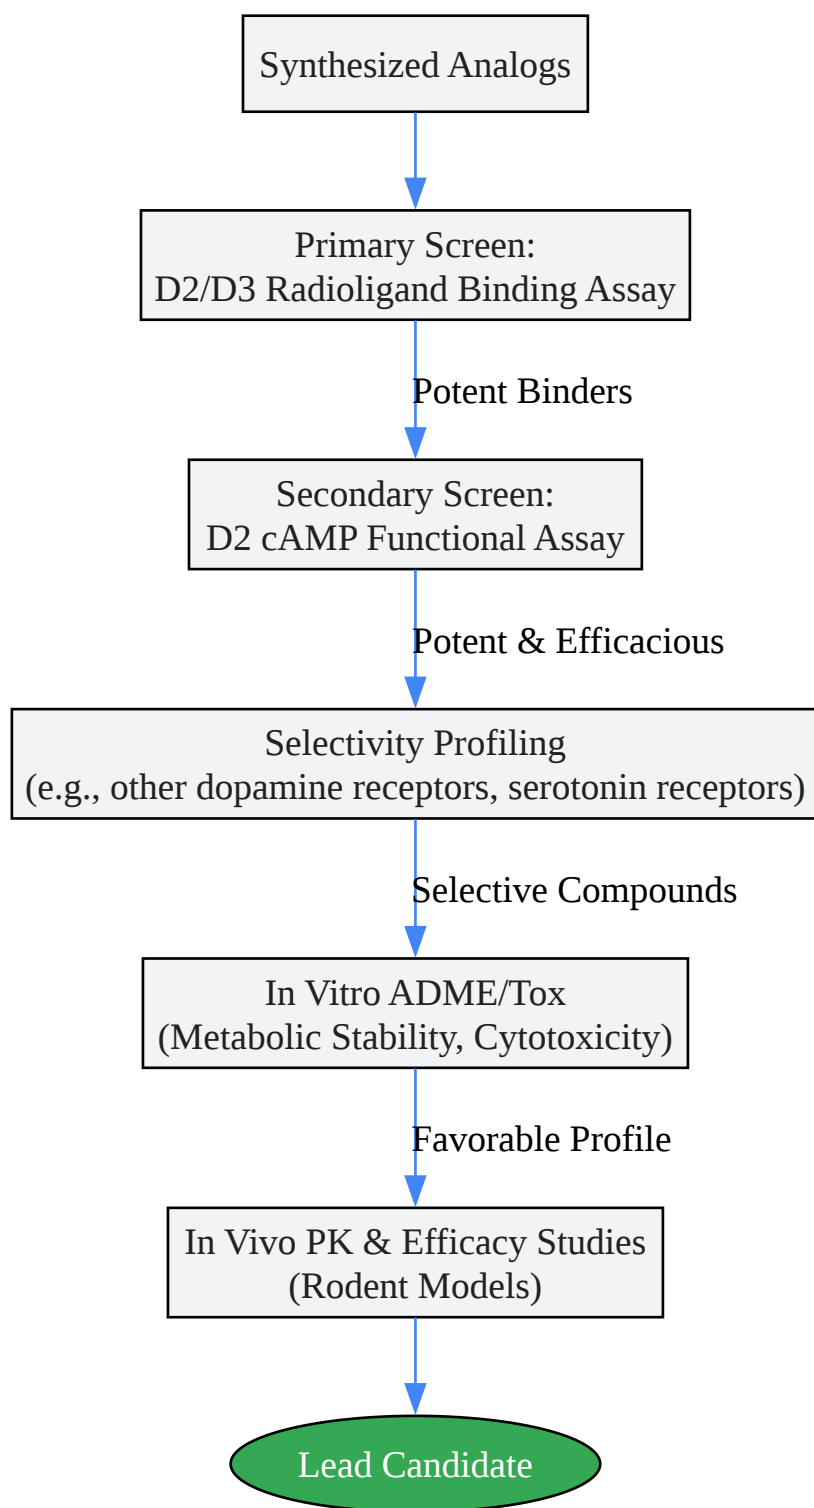 Synthesized Analogs
Primary Screen:
D2/D3 Radioligand Binding Assay
Potent Binders
Secondary Screen:
D2 cAMP Functional Assay
Potent & Efficacious
Selectivity Profiling
(e.g., other dopamine receptors, serotonin receptors)
Selective Compounds
In Vitro ADME/Tox
(Metabolic Stability, Cytotoxicity)
Favorable Profile
In Vivo PK & Efficacy Studies
(Rodent Models)
Lead Candidate